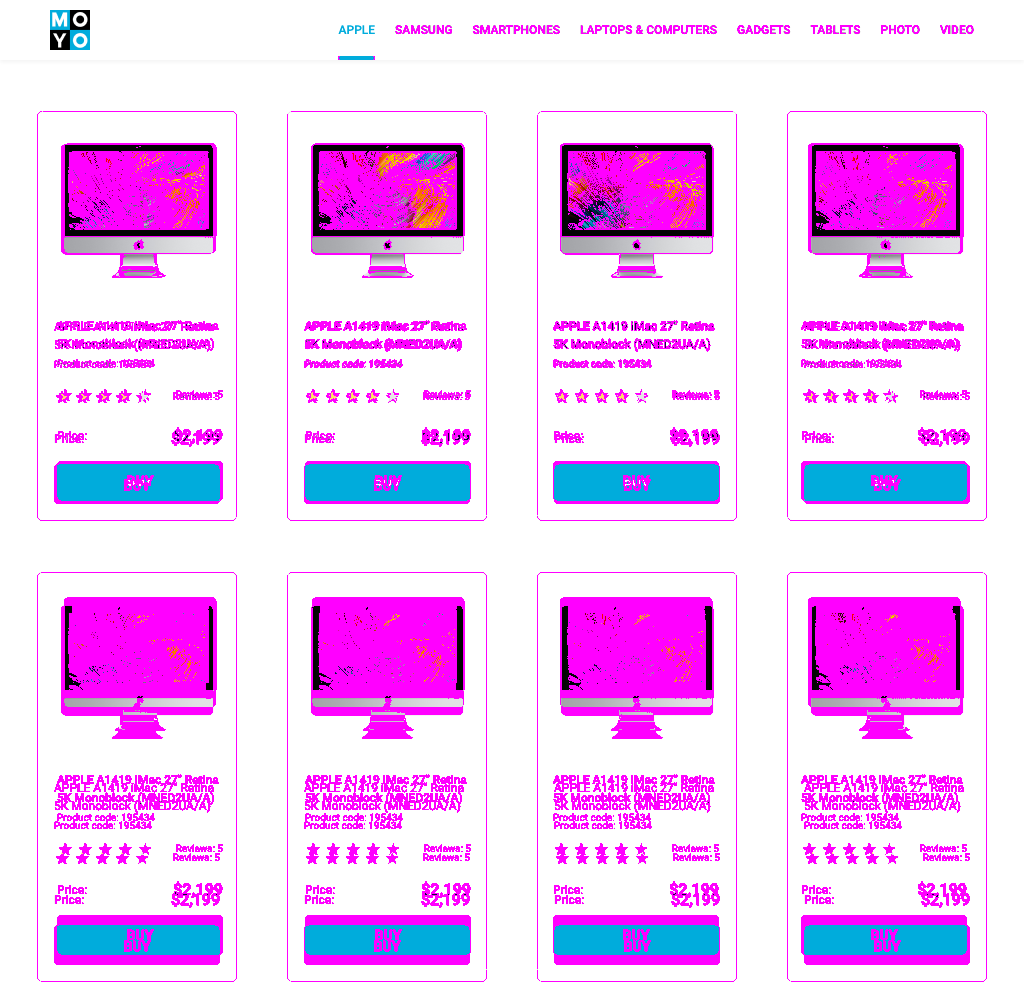 MO
YO
APPLE SAMSUNG SMARTPHONES LAPTOPS & COMPUTERS GADGETS TABLETS PHOTO VIDEO
APPLE A1419 iMac 27" Retina
5K Monoblock (MNED2UA/A)
Product code: 195434
Reviews: 5
Price: $2,199
BUY
APPLE A1419 iMac 27" Retina
5K Monoblock (MNED2UA/A)
Product code: 195434
Reviews: 5
Price: $2,199
BUY
APPLE A1419 iMac 27" Retina
5K Monoblock (MNED2UA/A)
Product code: 195434
Reviews: 5
Price: $2,199
BUY
APPLE A1419 iMac 27" Retina
5K Monoblock (MNED2UA/A)
Product code: 195434
Reviews: 5
Price: $2,199
BUY
APPLE A1419 iMac 27" Retina
5K Monoblock (MNED2UA/A)
Product code: 195434
Reviews: 5
Price: $2,199
BUY
APPLE A1419 iMac 27" Retina
5K Monoblock (MNED2UA/A)
Product code: 195434
Reviews: 5
Price: $2,199
BUY
APPLE A1419 iMac 27" Retina
5K Monoblock (MNED2UA/A)
Product code: 195434
Reviews: 5
Price: $2,199
BUY
APPLE A1419 iMac 27" Retina
5K Monoblock (MNED2UA/A)
Product code: 195434
Reviews: 5
Price: $2,199
BUY